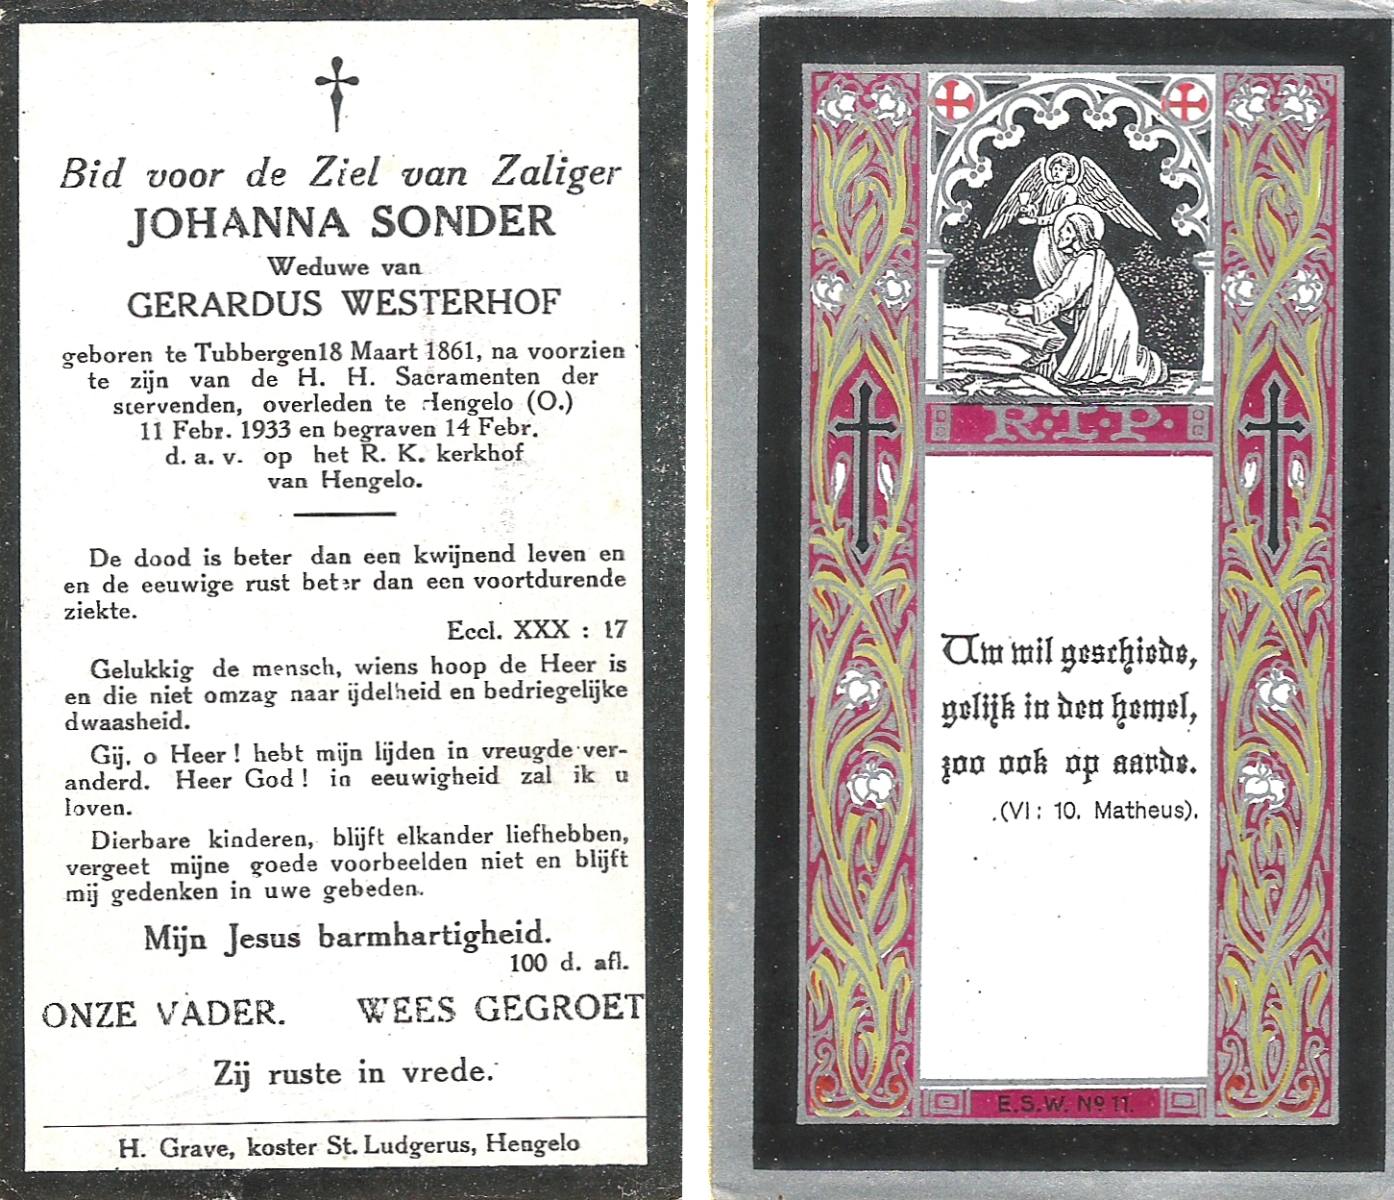 Bid voor de Ziel van Zaliger
JOHANNA SONDER
Weduwe van
GERARDUS WESTERHOF
geboren te Tubbergen18 Maart 1861, na voorzien
te zijn van de H. H. Sacramenten der
stervenden, overleden te Hengelo (O.)
11 Febr. 1933 en begraven 14 Febr.
d. a. v. op het R. K. kerkhof
van Hengelo.
De dood is beter dan een kwijnend leven en
en de eeuwige rust beter dan een voortdurende
ziekte.
Eccl. XXX : 17
Gelukkig de mensch, wiens hoop de Heer is
en die niet omzag naar ijdelheid en bedriegelijke
dwaasheid.
Gij, o Heer! hebt mijn lijden in vreugde ver-
anderd. Heer God! in eeuwigheid zal ik u
loven.
Dierbare kinderen, blijft elkander liefhebben,
vergeet mijne goede voorbeelden niet en blijft
mij gedenken in uwe gebeden.
Mijn Jesus barmhartigheid.
100 d. afl.
ONZE VADER. WEES GEGROET
Zij ruste in vrede.
H. Grave, koster St. Ludgerus, Hengelo
R.I.P.
Uw wil geschiede,
gelijk in den hemel,
zoo ook op aarde.
(VI: 10. Matheus).
E.S.W. No 11.